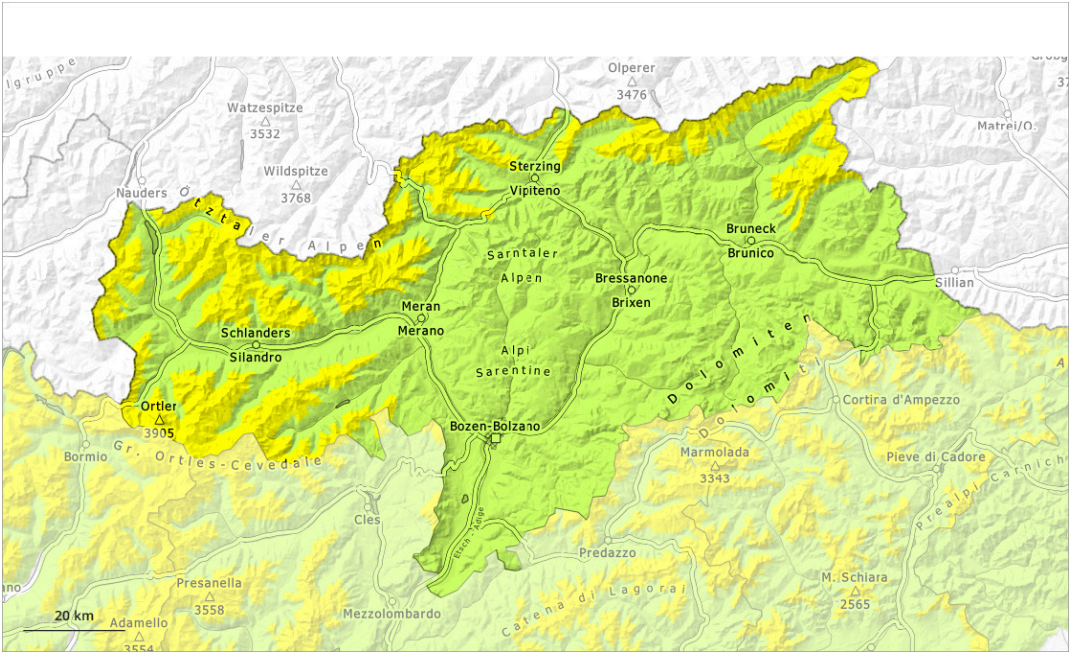 lgruppe
Olperer
3476
Watzespitze
3532
Matrei/O.
Wildspitze
3768
Nauders
Ötztaler Alpen
Sterzing
Vipiteno
Bruneck
Brunico
Sarntaler
Alpen
Bressanone
Brixen
Sillian
Meran
Merano
Schlanders
Silandro
Alpi
Sarentine
Dolomiten
Dolomiti
Ortler
3905
Cortina d'Ampezzo
Bozen-Bolzano
Gr. Ortles-Cevedale
Bormio
Marmolada
3343
Pieve di Cadore
Prealpi Carnich
Cles
Etsch - Adige
Predazzo
Presanella
3558
M. Schiara
2565
Catena di Lagorai
Mezzolombardo
Adamello
3554
20 km